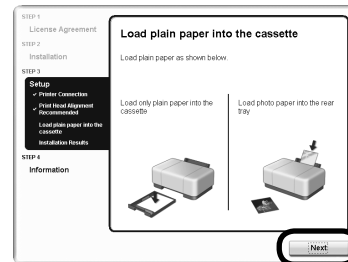 STEP 1
License Agreement
STEP 2
Installation
STEP 3
Setup
Printer Connection
Print Head Alignment
Recommended
Load plain paper into the
cassette
Installation Results
STEP 4
Information
Load plain paper into the cassette
Load plain paper as shown below.
Load only plain paper into the
cassette
Load photo paper into the rear
tray
Next